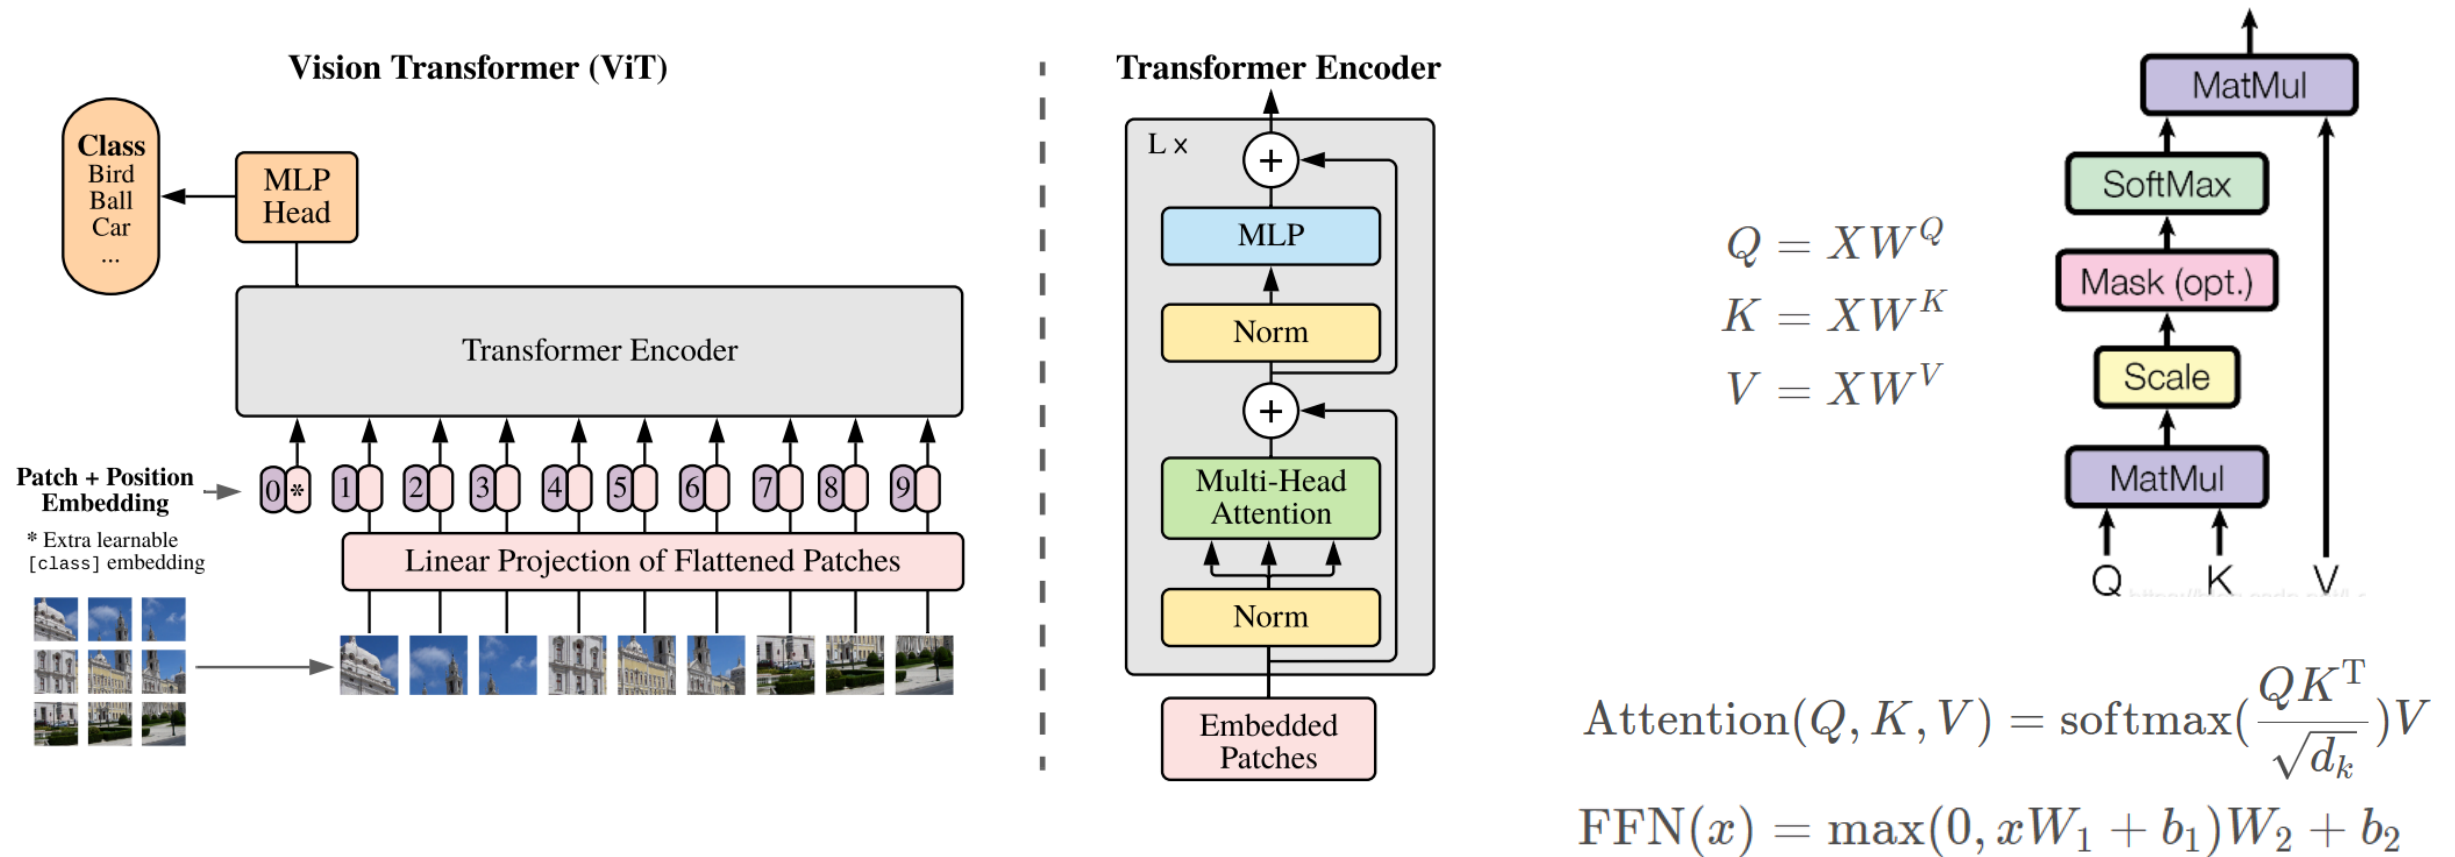 Vision Transformer (ViT)
Class
Bird
Ball
Car
...
MLP
Head
Transformer Encoder
Patch + Position
Embedding
0 * 1 2 3 4 5 6 7 8 9
* Extra learnable
[class] embedding
Linear Projection of Flattened Patches
Transformer Encoder
L x
+
MLP
Norm
+
Multi-Head
Attention
Norm
Embedded
Patches
Q = XW^Q
K = XW^K
V = XW^V
MatMul
SoftMax
Mask (opt.)
Scale
MatMul
Q K V
Attention(Q, K, V) = softmax(QK^T/√d_k)V
FFN(x) = max(0, xW_1 + b_1)W_2 + b_2